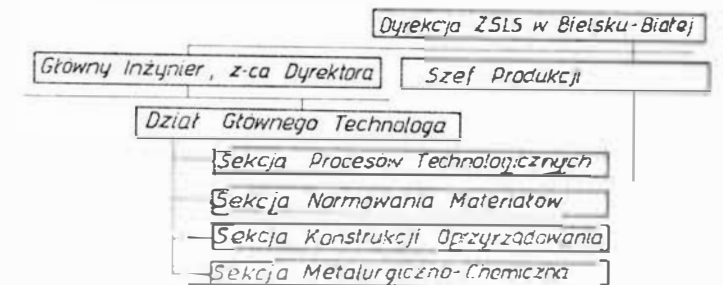 Dyrekcja ZSLS w Bielsku-Białej
Główny Inżynier, z-ca Dyrektora
Szef Produkcji
Dział Głównego Technologa
Sekcja Procesów Technologicznych
Sekcja Normowania Materiałów
Sekcja Konstrukcji Oprzyrządowania
Sekcja Metalurgiczno-Chemiczna